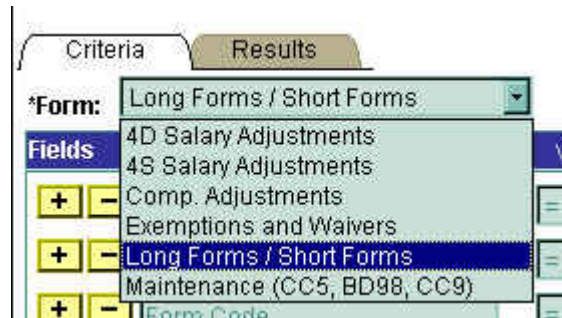 Criteria Results
*Form: Long Forms / Short Forms
Fields
4D Salary Adjustments
4S Salary Adjustments
+ - Comp. Adjustments =
Exemptions and Waivers
+ - Long Forms / Short Forms =
Maintenance (CC5, BD98, CC9)
+ - Form Code =